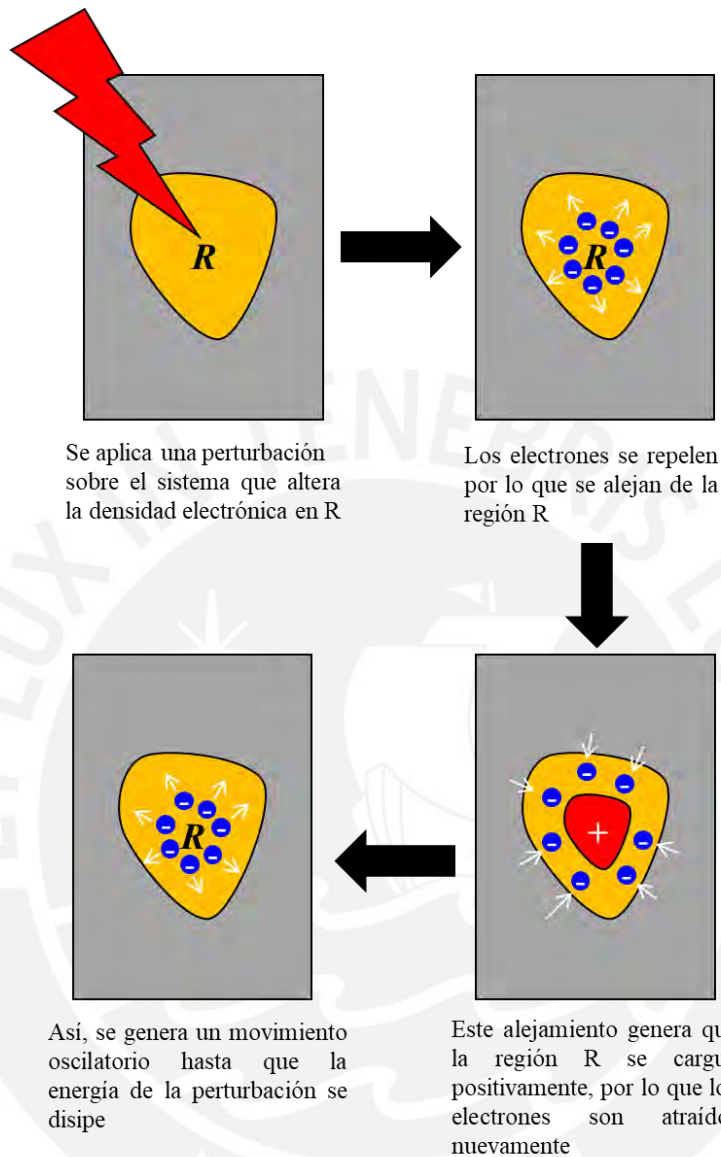 LUX IN TENEBRIS
R
Se aplica una perturbación
sobre el sistema que altera
la densidad electrónica en R
R
Los electrones se repelen
por lo que se alejan de la
región R
+
Este alejamiento genera qu
la región R se cargu
positivamente, por lo que lo
electrones son atraído
nuevamente
R
Así, se genera un movimiento
oscilatorio hasta que la
energía de la perturbación se
disipe